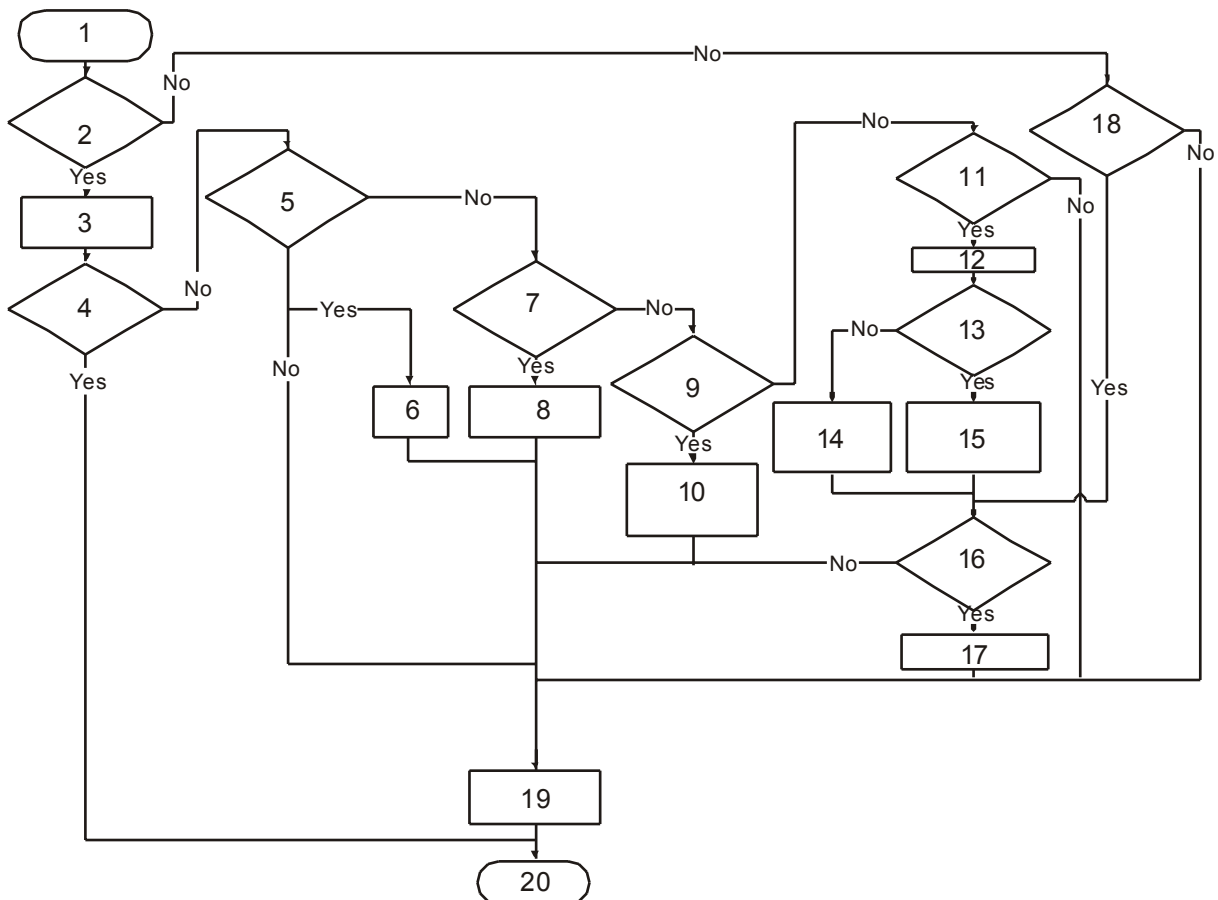 1
No
No
2
18
No
No
Yes
11
5
No
No
3
Yes
12
No
4
Yes
7
No
No
13
No
Yes
Yes
Yes
Yes
9
6
8
Yes
14
15
10
No
16
Yes
17
19
20